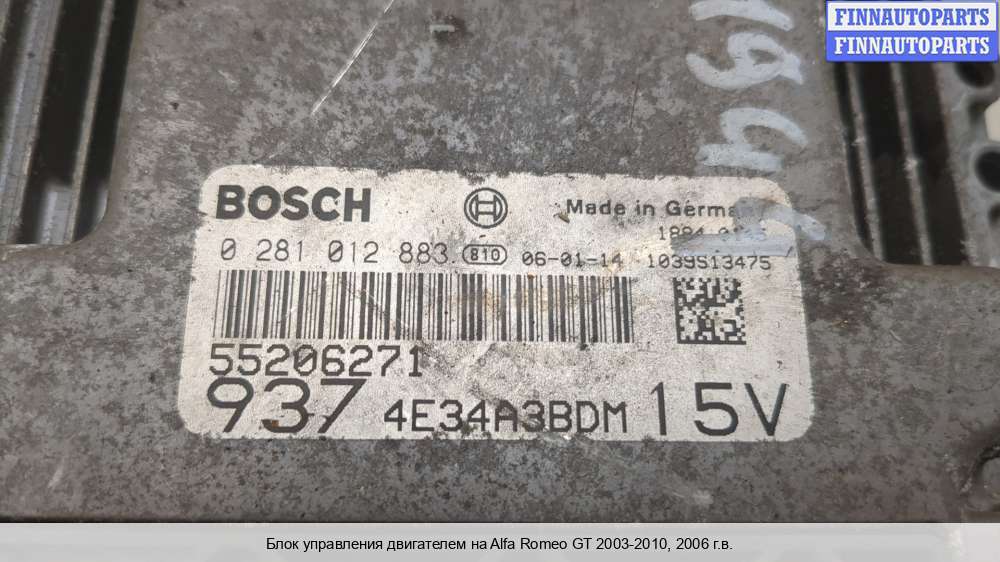 FINNAUTOPARTS
FINNAUTOPARTS
BOSCH
Made in Germa
0 281 012 883 810 06-01-14 1039S13475
55206271
937 4E34A3BDM 15V
Блок управления двигателем на Alfa Romeo GT 2003-2010, 2006 г.в.